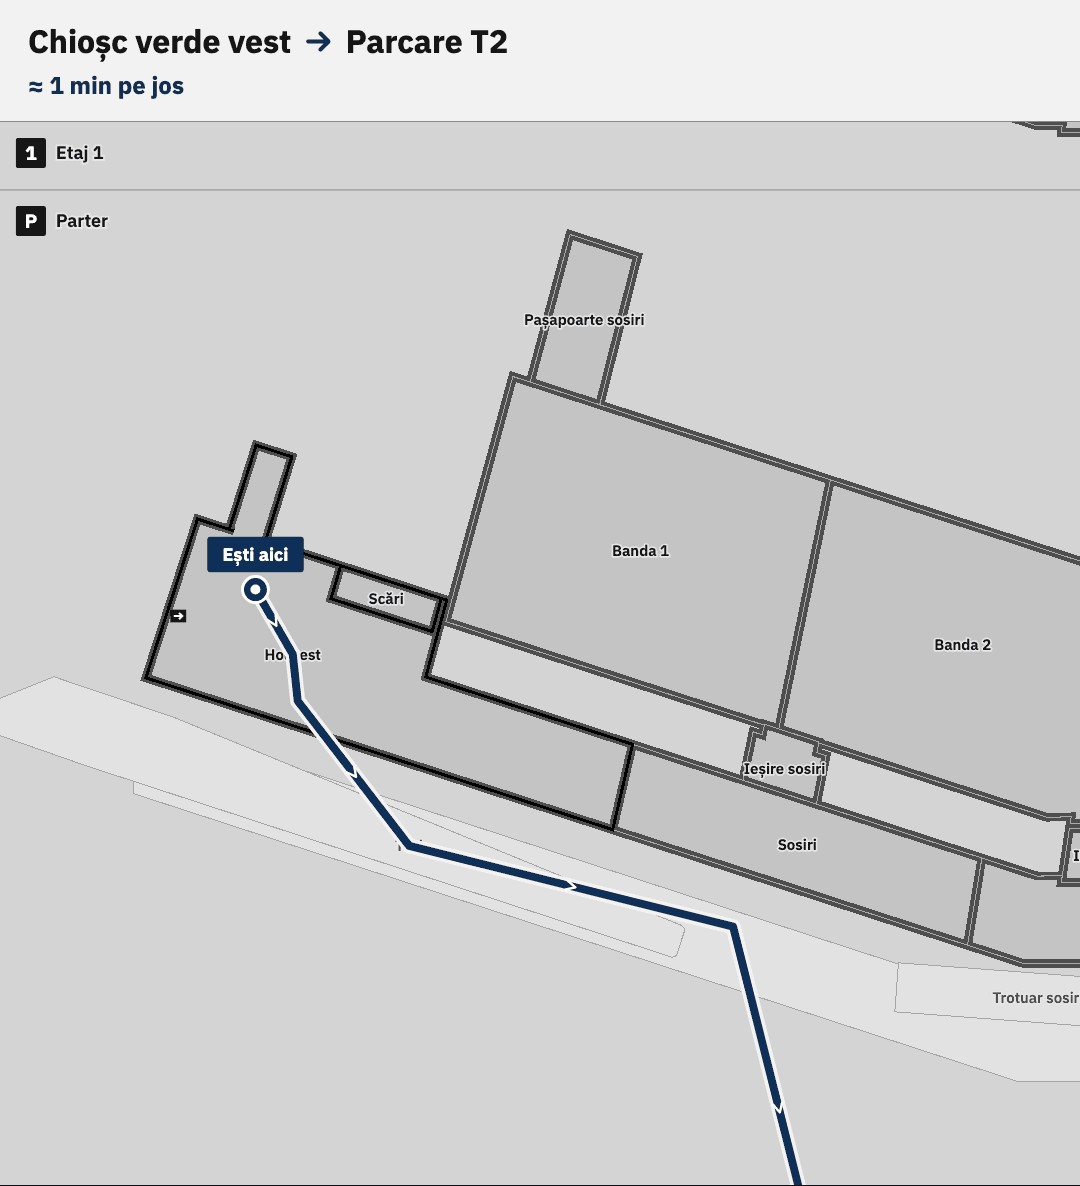 Chioșc verde vest → Parcare T2
≈ 1 min pe jos
1 Etaj 1
P Parter
Pașapoarte sosiri
Banda 1
Ești aici
Scări
Banda 2
Ieșire sosiri
Sosiri
Trotuar sosir